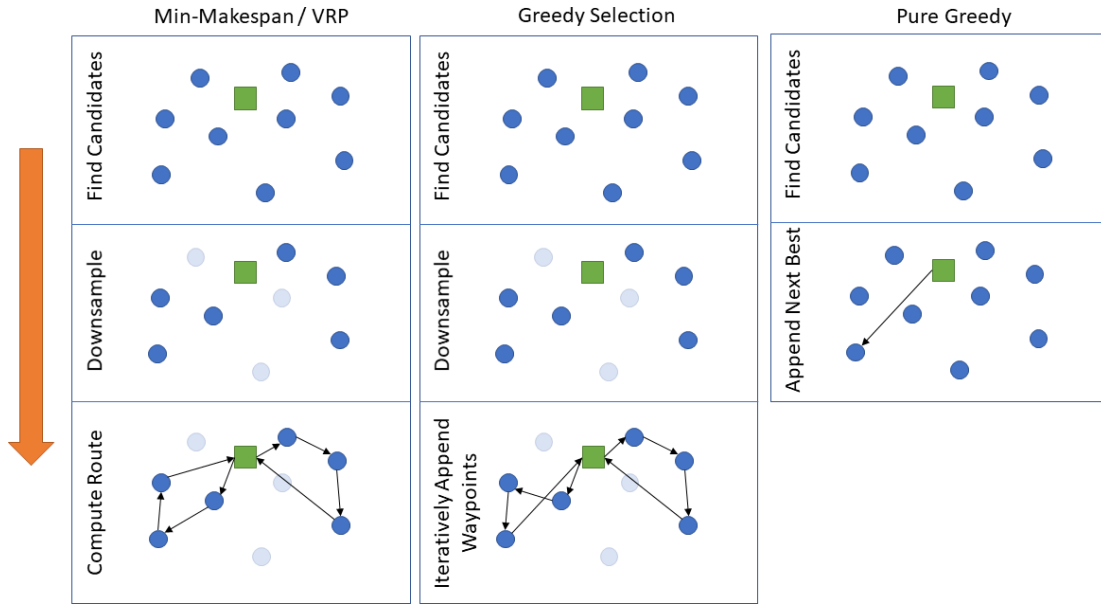 Min-Makespan / VRP
Greedy Selection
Pure Greedy
Find Candidates
Find Candidates
Find Candidates
Downsample
Downsample
Append Next Best
Compute Route
Iteratively Append
Waypoints